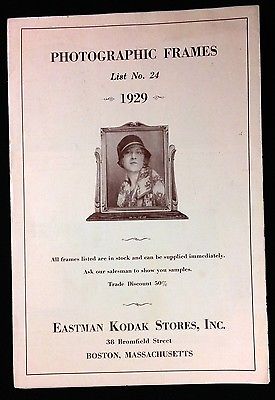 PHOTOGRAPHIC FRAMES
List No. 24
1929
All frames listed are in stock and can be supplied immediately.
Ask our salesman to show you samples.
Trade Discount 50%
EASTMAN KODAK STORES, INC.
38 Bromfield Street
BOSTON, MASSACHUSETTS